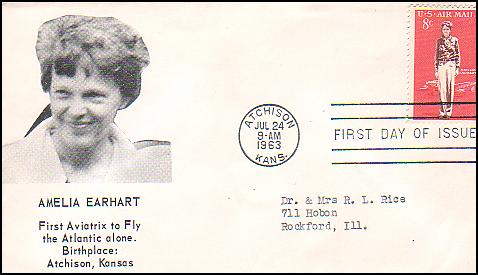 U·S·AIR MAIL
8¢
ATCHISON
JUL 24
9-AM
1963
KANS.
FIRST DAY OF ISSUE
AMELIA EARHART
First Aviatrix to Fly
the Atlantic alone.
Birthplace:
Atchison, Kansas
Dr. & Mrs R. L. Rice
711 Hobon
Rockford, Ill.